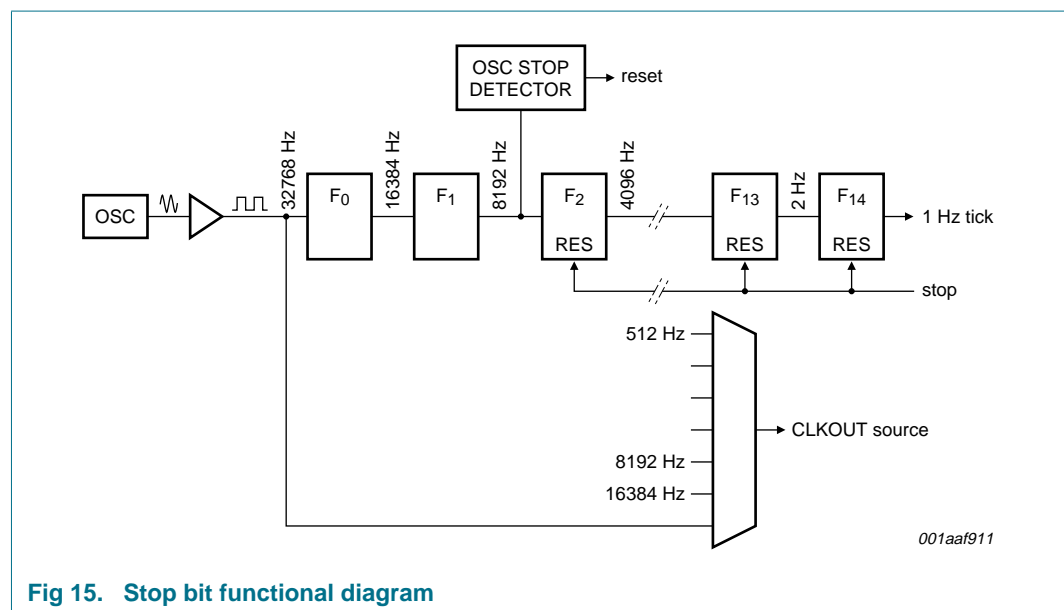 OSC STOP
DETECTOR
reset
OSC
32768 Hz
F0
16384 Hz
F1
8192 Hz
F2
RES
4096 Hz
F13
RES
2 Hz
F14
RES
1 Hz tick
stop
512 Hz
CLKOUT source
8192 Hz
16384 Hz
001aaf911
Fig 15. Stop bit functional diagram